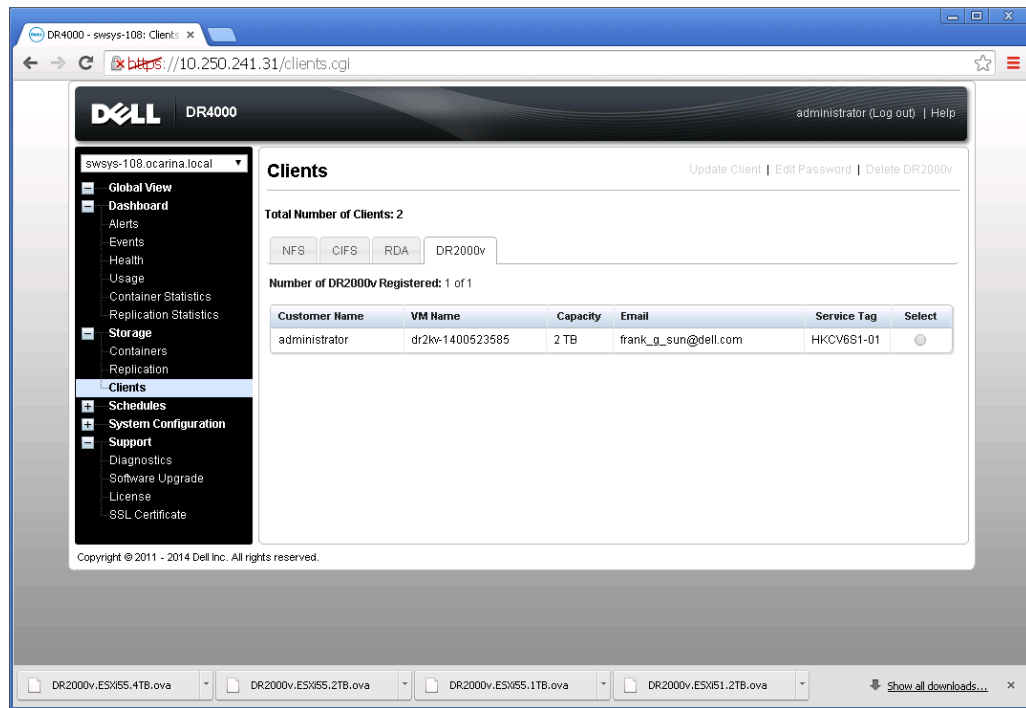 DR4000 - swsys-108: Clients
https://10.250.241.31/clients.cgi
DELL DR4000
administrator (Log out) | Help
swsys-108.ocarina.local
Global View
Dashboard
Alerts
Events
Health
Usage
Container Statistics
Replication Statistics
Storage
Containers
Replication
Clients
Schedules
System Configuration
Support
Diagnostics
Software Upgrade
License
SSL Certificate
Clients
Update Client | Edit Password | Delete DR2000v
Total Number of Clients: 2
NFS CIFS RDA DR2000v
Number of DR2000v Registered: 1 of 1
Customer Name VM Name Capacity Email Service Tag Select
administrator dr2kv-1400523585 2 TB frank_g_sun@dell.com HKCV6S1-01
Copyright © 2011 - 2014 Dell Inc. All rights reserved.
DR2000v.ESXi55.4TB.ova DR2000v.ESXi55.2TB.ova DR2000v.ESXi55.1TB.ova DR2000v.ESXi51.2TB.ova Show all downloads...